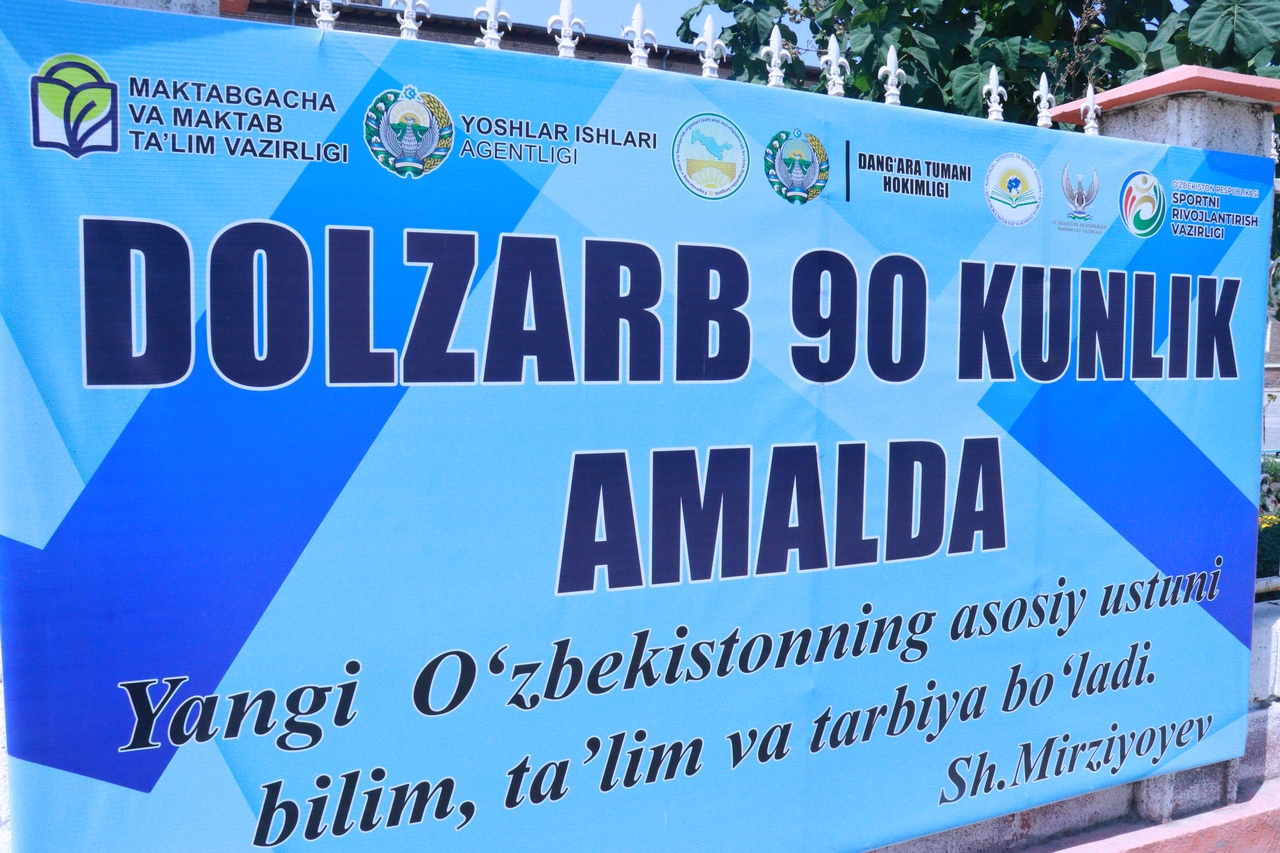 MAKTABGACHA
VA MAKTAB
TA’LIM VAZIRLIGI
YOSHLAR ISHLARI
AGENTLIGI
DANG‘ARA TUMANI
HOKIMLIGI
O‘ZBEKISTON RESPUBLIKASI
SPORTNI
RIVOJLANTIRISH
VAZIRLIGI
DOLZARB 90 KUNLIK
AMALDA
Yangi O‘zbekistonning asosiy ustuni
bilim, ta’lim va tarbiya bo‘ladi.
Sh.Mirziyoyev